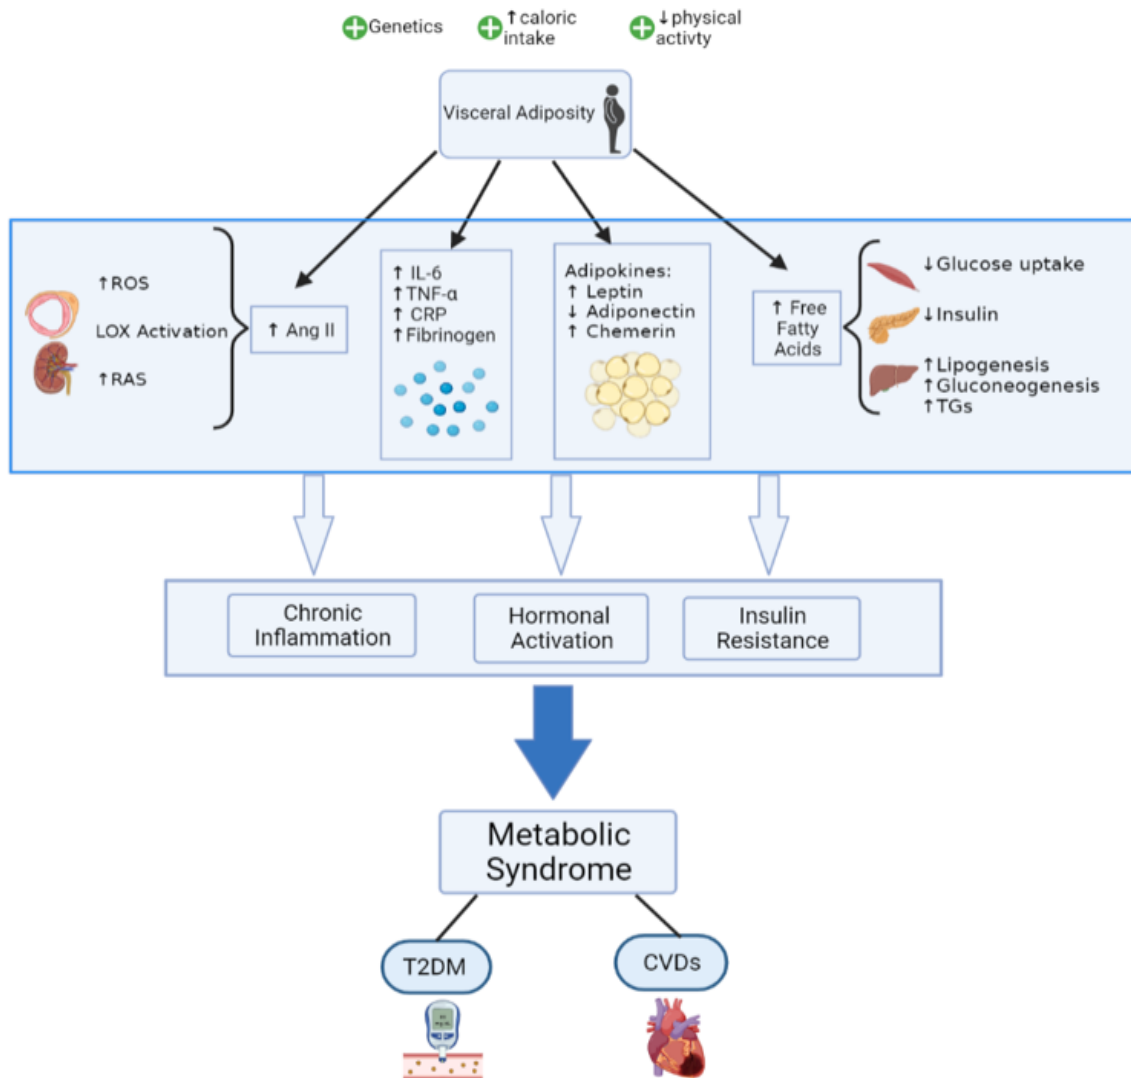 Genetics
↑caloric
intake
↓physical
activty
Visceral Adiposity
↑ROS
LOX Activation
↑RAS
↑ Ang II
↑ IL-6
↑TNF-α
↑ CRP
↑Fibrinogen
Adipokines:
↑ Leptin
↓ Adiponectin
↑ Chemerin
↑ Free
Fatty
Acids
↓Glucose uptake
↓Insulin
↑Lipogenesis
↑Gluconeogenesis
↑TGs
Chronic
Inflammation
Hormonal
Activation
Insulin
Resistance
Metabolic
Syndrome
T2DM
CVDs